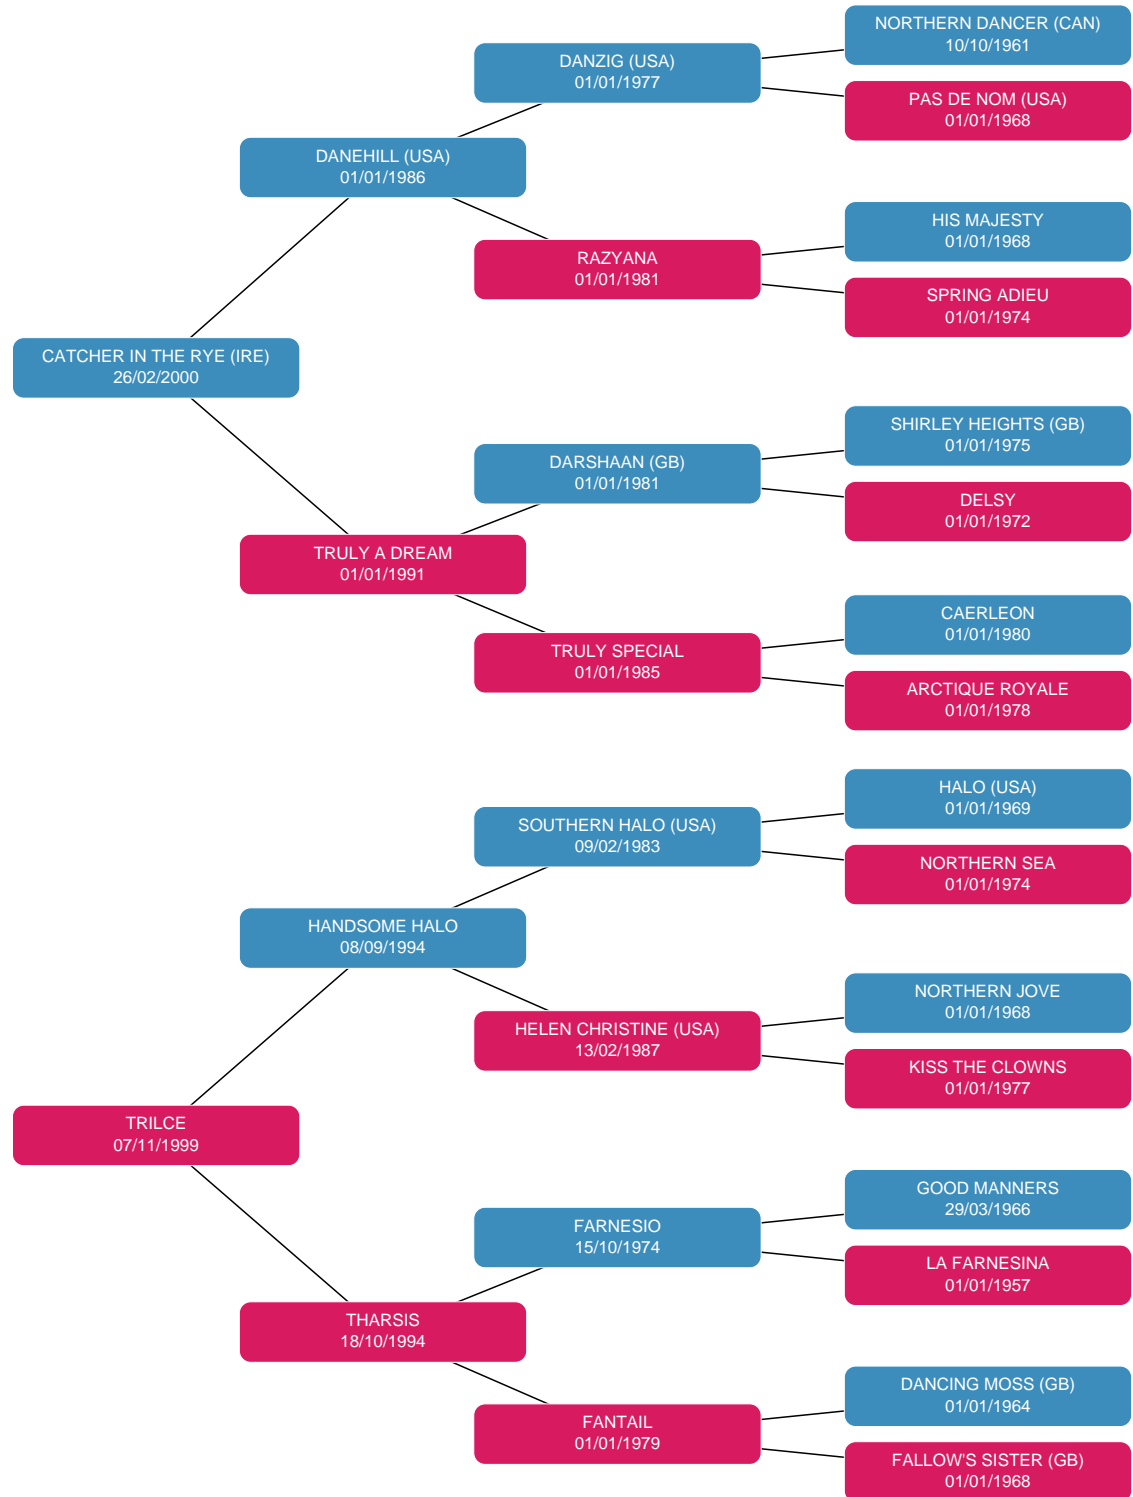 NORTHERN DANCER (CAN)
10/10/1961
DANZIG (USA)
01/01/1977
PAS DE NOM (USA)
01/01/1968
DANEHILL (USA)
01/01/1986
HIS MAJESTY
01/01/1968
RAZYANA
01/01/1981
SPRING ADIEU
01/01/1974
CATCHER IN THE RYE (IRE)
26/02/2000
SHIRLEY HEIGHTS (GB)
01/01/1975
DARSHAAN (GB)
01/01/1981
DELSY
01/01/1972
TRULY A DREAM
01/01/1991
CAERLEON
01/01/1980
TRULY SPECIAL
01/01/1985
ARCTIQUE ROYALE
01/01/1978
HALO (USA)
01/01/1969
SOUTHERN HALO (USA)
09/02/1983
NORTHERN SEA
01/01/1974
HANDSOME HALO
08/09/1994
NORTHERN JOVE
01/01/1968
HELEN CHRISTINE (USA)
13/02/1987
KISS THE CLOWNS
01/01/1977
TRILCE
07/11/1999
GOOD MANNERS
29/03/1966
FARNESIO
15/10/1974
LA FARNESINA
01/01/1957
THARSIS
18/10/1994
DANCING MOSS (GB)
01/01/1964
FANTAIL
01/01/1979
FALLOW'S SISTER (GB)
01/01/1968